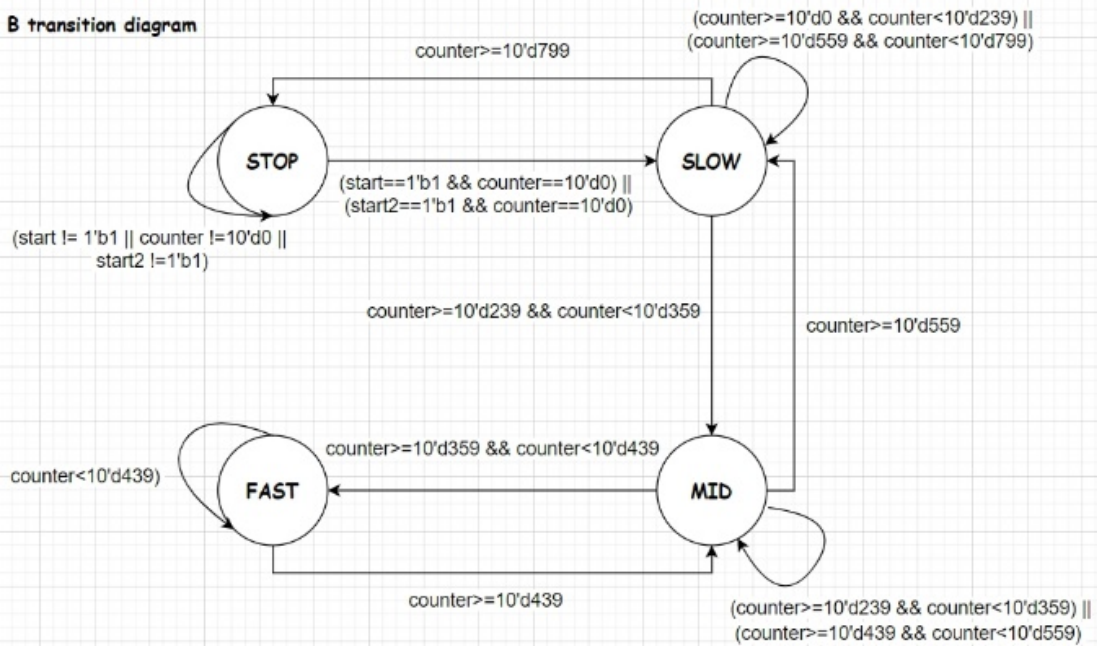 B transition diagram
(counter>=10'd0 && counter<10'd239) ||
(counter>=10'd559 && counter<10'd799)
counter>=10'd799
STOP
SLOW
(start==1'b1 && counter==10'd0) ||
(start2==1'b1 && counter==10'd0)
(start != 1'b1 || counter !=10'd0 ||
start2 !=1'b1)
counter>=10'd239 && counter<10'd359
counter>=10'd559
counter>=10'd359 && counter<10'd439
counter<10'd439)
FAST
MID
counter>=10'd439
(counter>=10'd239 && counter<10'd359) ||
(counter>=10'd439 && counter<10'd559)